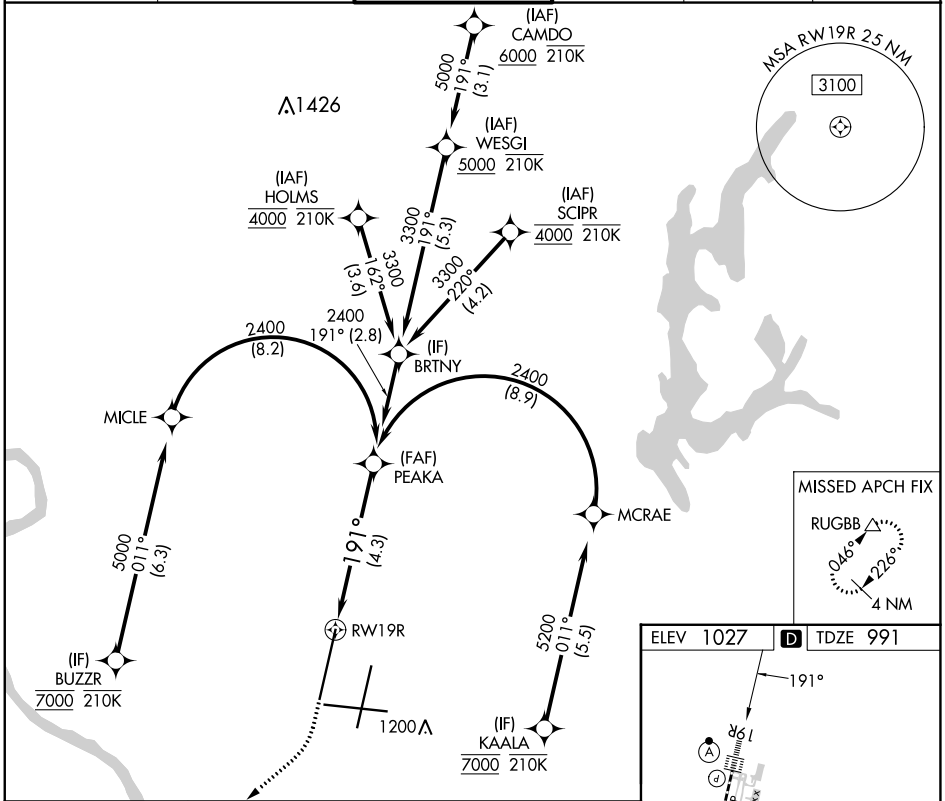 (IAF)
CAMDO
6000 210K
5000
191°
(3.1)
MSA RW19R 25 NM
3100
1426
(IAF)
WESGI
5000 210K
(IAF)
HOLMS
4000 210K
(IAF)
SCIPR
4000 210K
3300
162°
(3.6)
3300
191°
(5.3)
3300
220°
(4.2)
2400
191° (2.8)
(IF)
BRTNY
2400
(8.2)
2400
(8.9)
MICLE
(FAF)
PEAKA
MCRAE
191°
(4.3)
5000
011°
(6.3)
5200
011°
(5.5)
RW19R
(IF)
BUZZR
7000 210K
1200
(IF)
KAALA
7000 210K
MISSED APCH FIX
RUGBB
046°
226°
4 NM
ELEV 1027 D TDZE 991
191°
19R
A
P